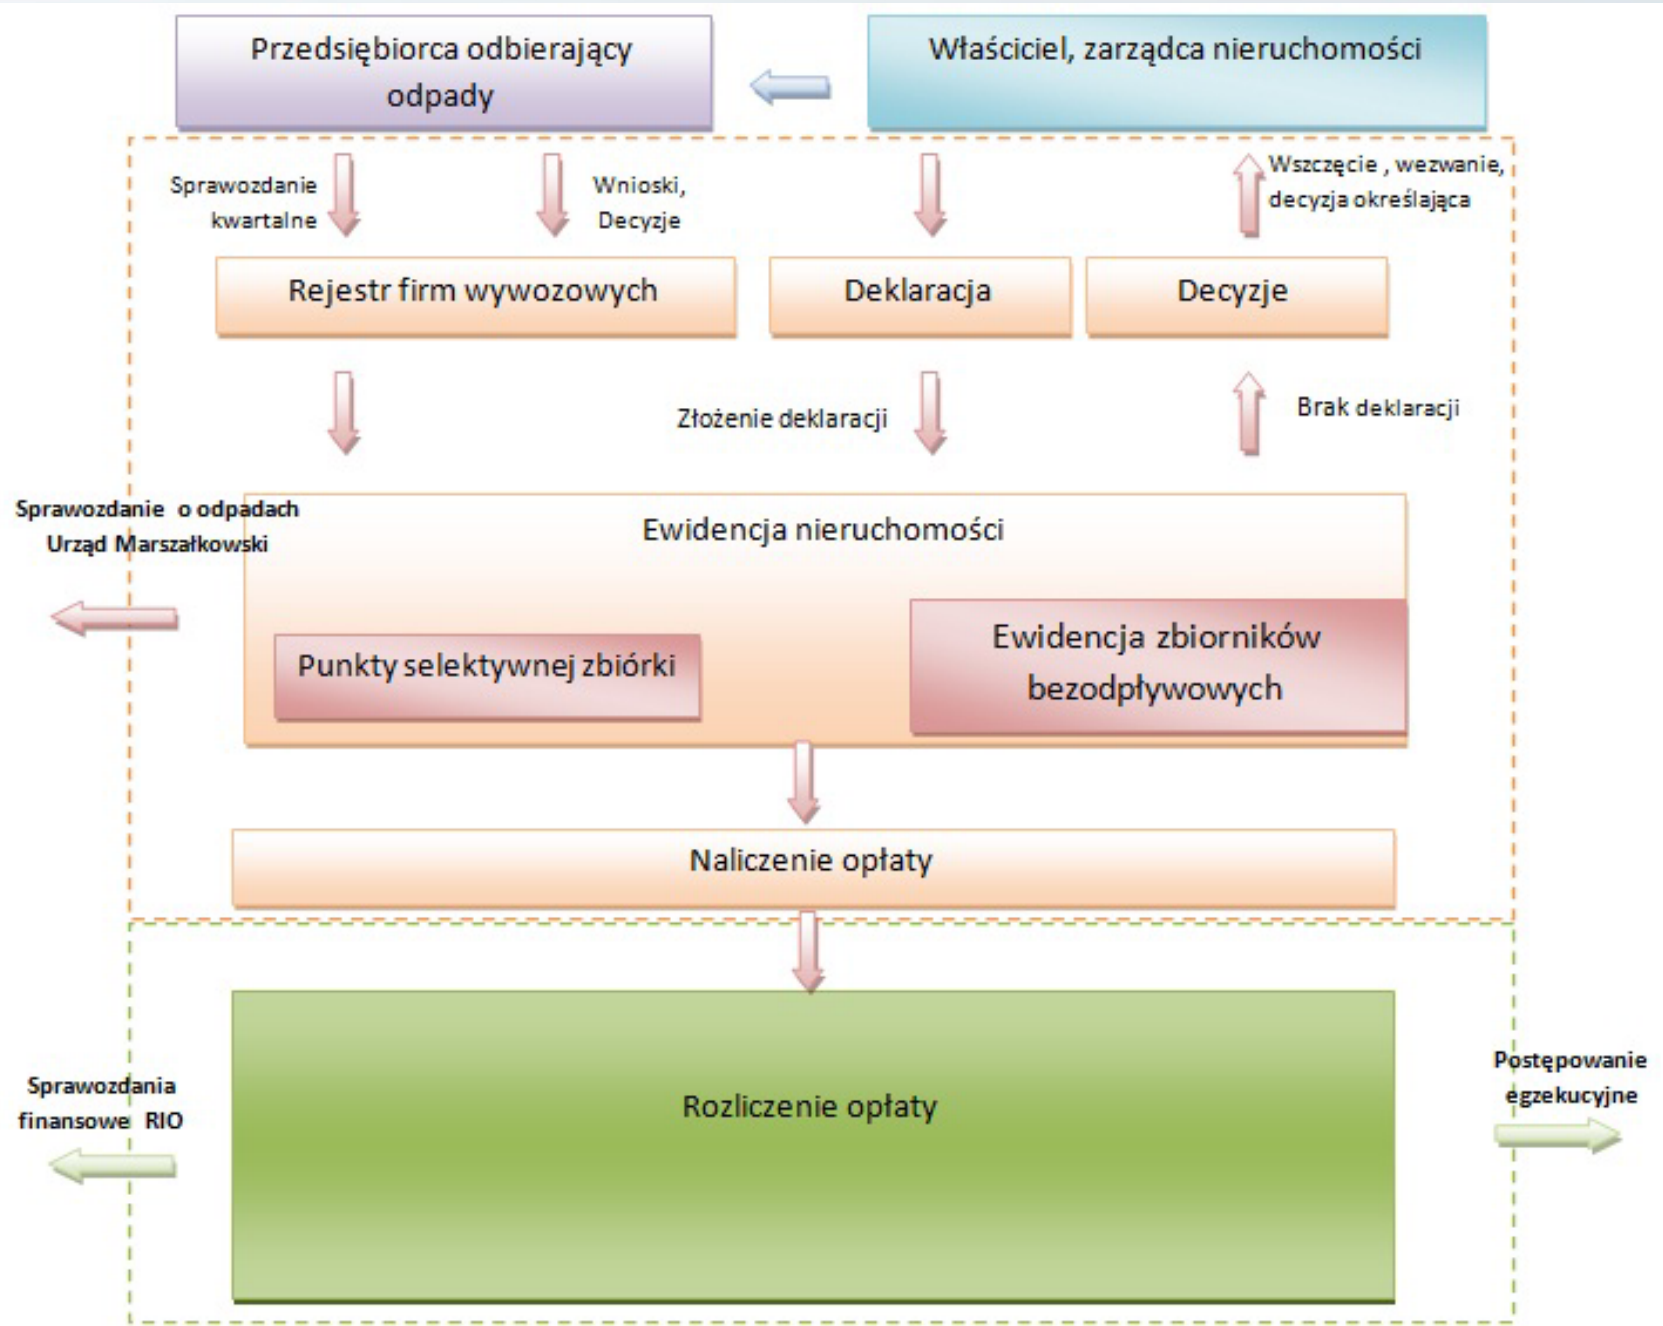 Przedsiębiorca odbierający
odpady
Właściciel, zarządca nieruchomości
Sprawozdanie
kwartalne
Wnioski,
Decyzje
Wszczęcie , wezwanie,
decyzja określająca
Rejestr firm wywozowych
Deklaracja
Decyzje
Złożenie deklaracji
Brak deklaracji
Sprawozdanie o odpadach
Urząd Marszałkowski
Ewidencja nieruchomości
Punkty selektywnej zbiórki
Ewidencja zbiorników
bezodpływowych
Naliczenie opłaty
Rozliczenie opłaty
Sprawozdania
finansowe RIO
Postępowanie
egzekucyjne